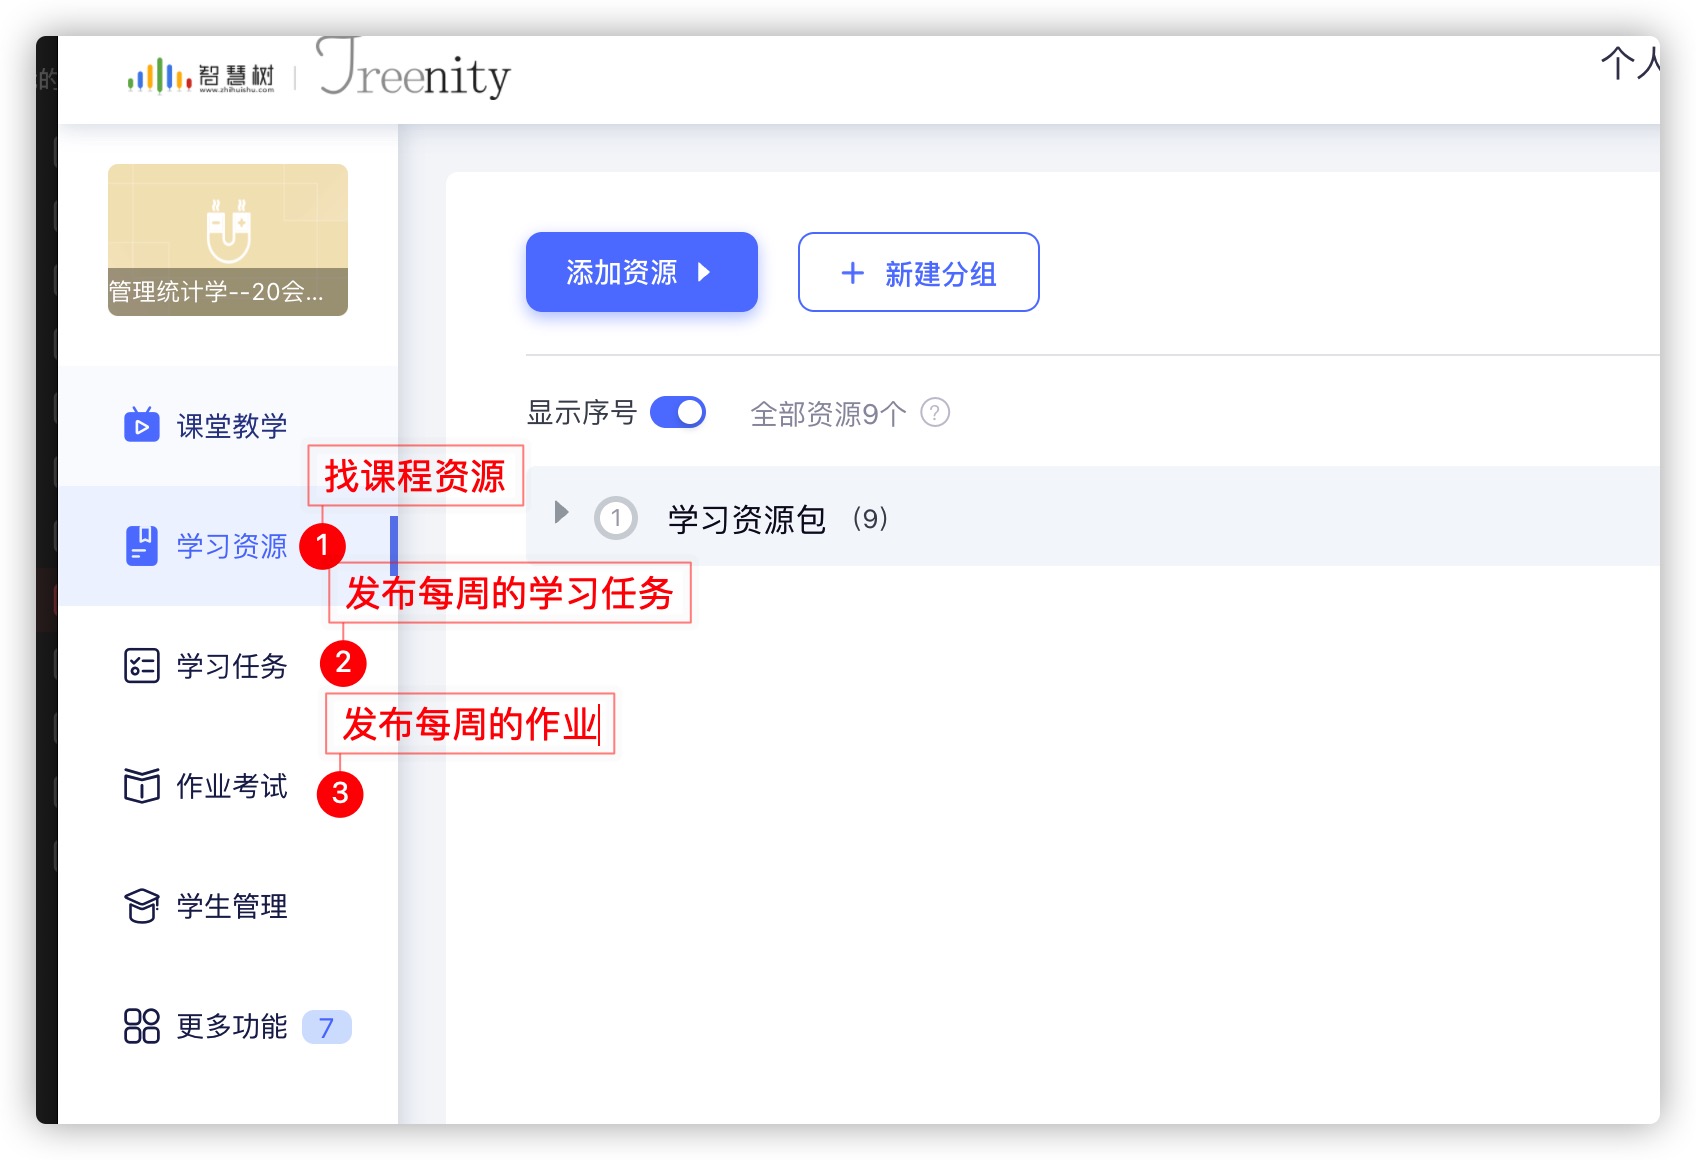 的
智慧树
www.zhihuishu.com
Treenity
个人
管理统计学--20会...
添加资源
+ 新建分组
显示序号
全部资源9个 ?
课堂教学
找课程资源
1 学习资源包 (9)
学习资源 1
发布每周的学习任务
学习任务 2
发布每周的作业
作业考试 3
学生管理
更多功能 7